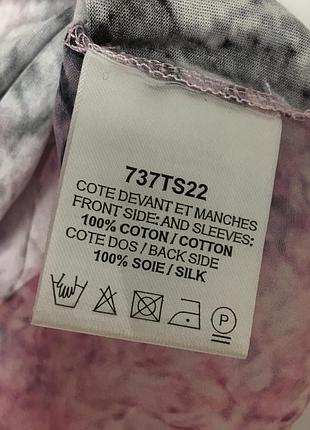 737TS22
COTE DEVANT ET MANCHES
FRONT SIDE: AND SLEEVES:
100% COTON / COTTON
COTE DOS / BACK SIDE
100% SOIE / SILK
P